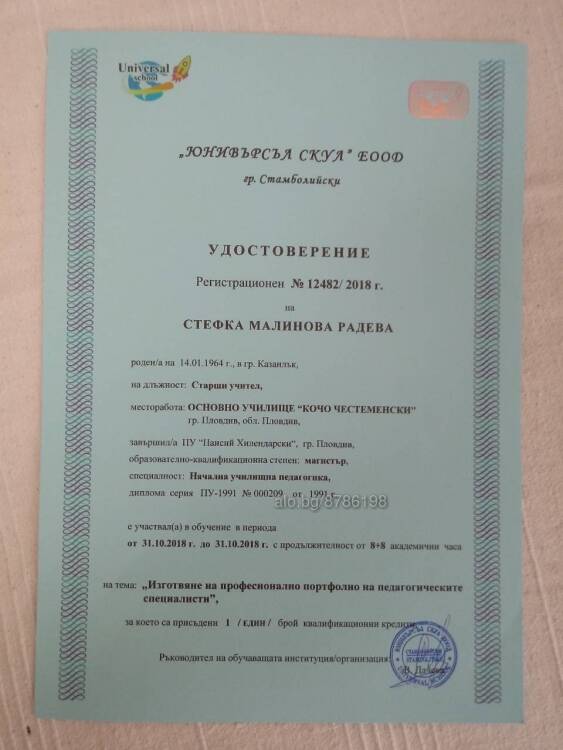 Universal
school
„ЮНИВЪРСЪЛ СКУЛ” ЕООД
гр. Стамболийски
УДОСТОВЕРЕНИЕ
Регистрационен № 12482/ 2018 г.
на
СТЕФКА МАЛИНОВА РАДЕВА
роден/а на 14.01.1964 г., в гр. Казанлък,
на длъжност: Старши учител,
месторабота: ОСНОВНО УЧИЛИЩЕ “КОЧО ЧЕСТЕМЕНСКИ”
гр. Пловдив, обл. Пловдив,
завършил/а ПУ “Паисий Хилендарски”, гр. Пловдив,
образователно-квалификационна степен: магистър,
специалност: Начална училищна педагогика,
диплома серия ПУ-1991 № 000209 от 1991 г.
alo.bg/8786198
е участвал(а) в обучение в периода
от 31.10.2018 г. до 31.10.2018 г. с продължителност от 8+8 академични часа
на тема: „Изготвяне на професионално портфолио на педагогическите
специалисти”,
за което са присъдени 1 /един/ брой квалификационни кредити.
Ръководител на обучаващата институция/организация: